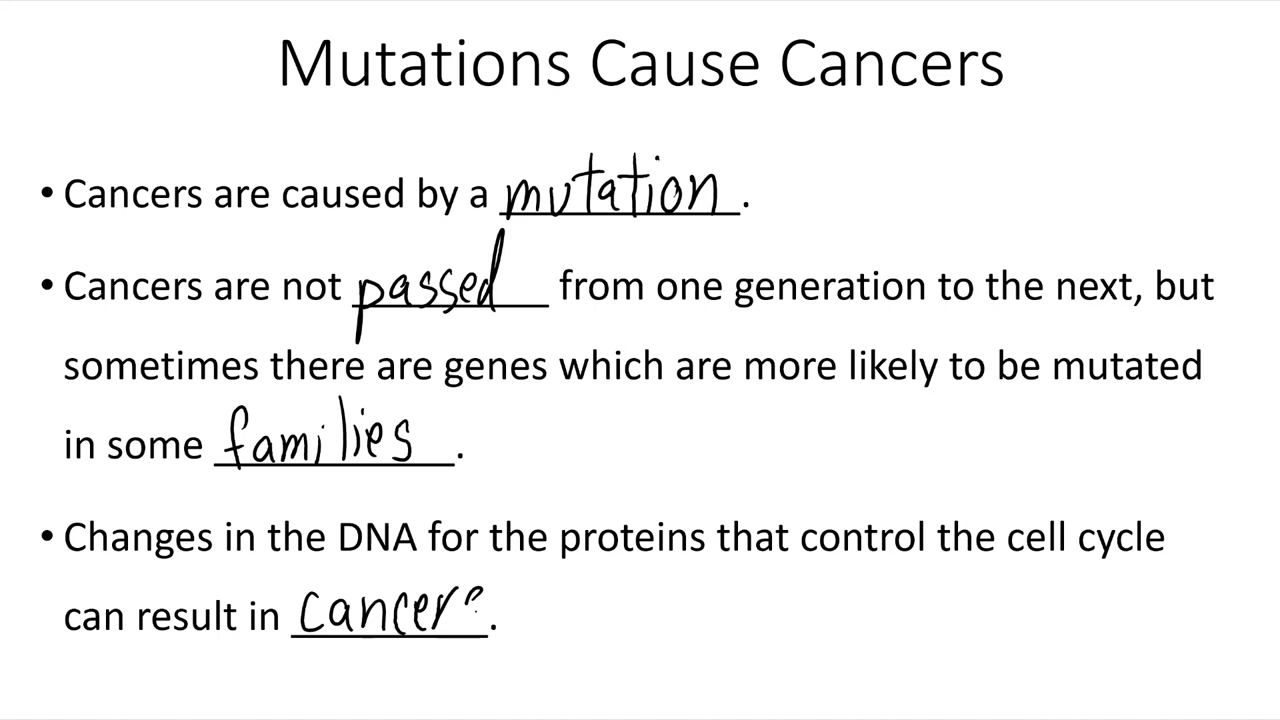 Mutations Cause Cancers
• Cancers are caused by a mutation.
• Cancers are not passed from one generation to the next, but
sometimes there are genes which are more likely to be mutated
in some families.
• Changes in the DNA for the proteins that control the cell cycle
can result in cancers.